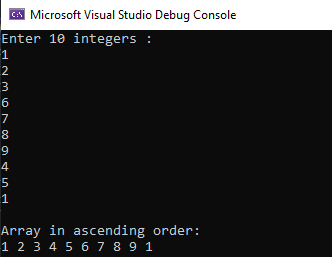 Microsoft Visual Studio Debug Console
Enter 10 integers :
1
2
3
6
7
8
9
4
5
1
Array in ascending order:
1 2 3 4 5 6 7 8 9 1